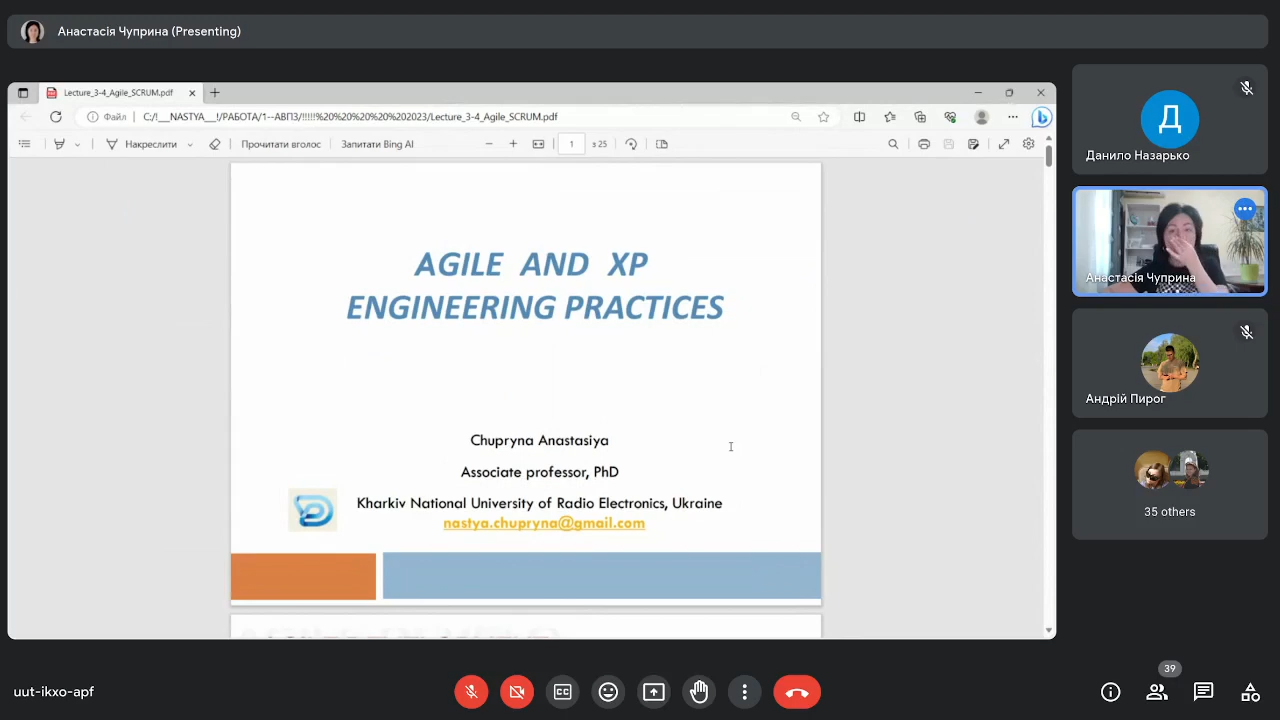 Анастасія Чуприна (Presenting)
Lecture_3-4_Agile_SCRUM.pdf
Файл
C:/!__NASTYA__!/РАБОТА/1--АВПЗ/!!!!!%20%20%20%20%202023/Lecture_3-4_Agile_SCRUM.pdf
Накреслити
Прочитати вголос
Запитати Bing AI
1
з 25
AGILE AND XP
ENGINEERING PRACTICES
Chupryna Anastasiya
Associate professor, PhD
Kharkiv National University of Radio Electronics, Ukraine
nastya.chupryna@gmail.com
Д
Данило Назарько
Анастасія Чуприна
Андрій Пирог
35 others
uut-ikxo-apf
39